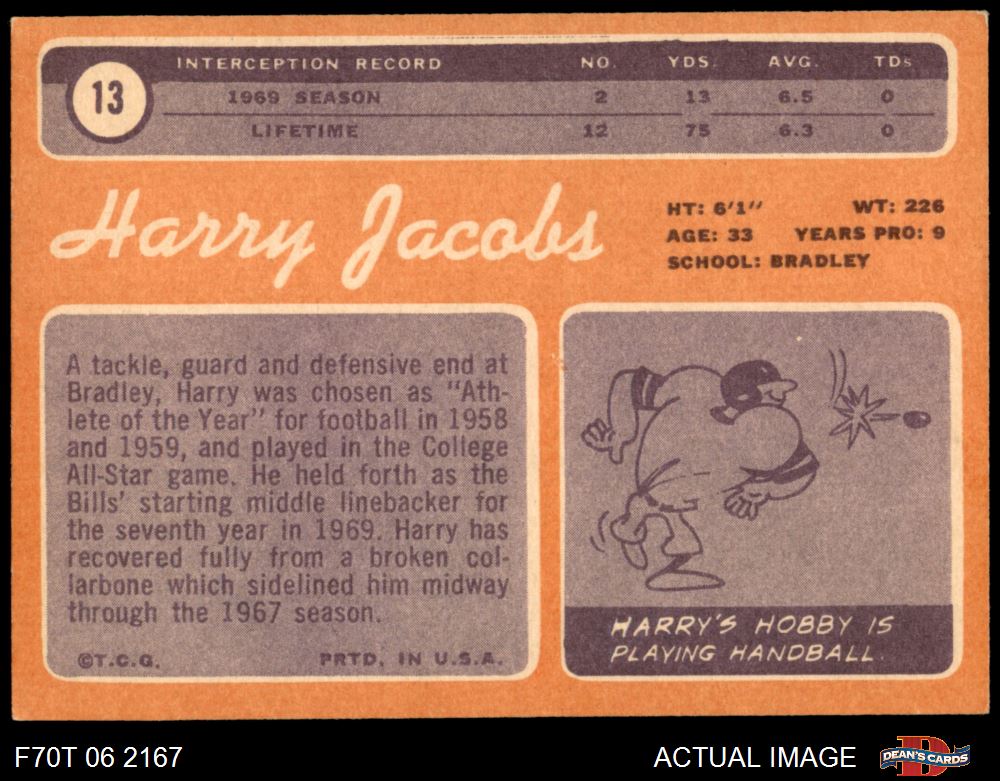 INTERCEPTION RECORD NO. YDS. AVG. TDs
13
1969 SEASON 2 13 6.5 0
LIFETIME 12 75 6.3 0
Harry Jacobs
HT: 6'1" WT: 226
AGE: 33 YEARS PRO: 9
SCHOOL: BRADLEY
A tackle, guard and defensive end at
Bradley, Harry was chosen as "Ath-
lete of the Year" for football in 1958
and 1959, and played in the College
All-Star game. He held forth as the
Bills' starting middle linebacker for
the seventh year in 1969. Harry has
recovered fully from a broken col-
larbone which sidelined him midway
through the 1967 season.
©T.C.G. PRTD. IN U.S.A.
HARRY'S HOBBY IS
PLAYING HANDBALL.
F70T 06 2167 ACTUAL IMAGE DEAN'S CARDS